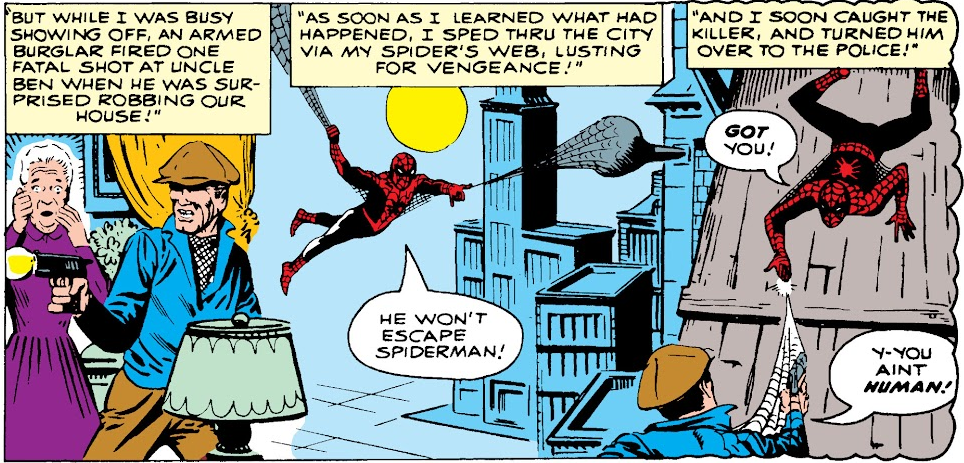 "BUT WHILE I WAS BUSY
SHOWING OFF, AN ARMED
BURGLAR FIRED ONE
FATAL SHOT AT UNCLE
BEN WHEN HE WAS SUR-
PRISED ROBBING OUR
HOUSE!"
"AS SOON AS I LEARNED WHAT HAD
HAPPENED, I SPED THRU THE CITY
VIA MY SPIDER'S WEB, LUSTING
FOR VENGEANCE!"
HE WON'T
ESCAPE
SPIDERMAN!
"AND I SOON CAUGHT THE
KILLER, AND TURNED HIM
OVER TO THE POLICE!"
GOT
YOU!
Y-YOU
AINT
HUMAN!